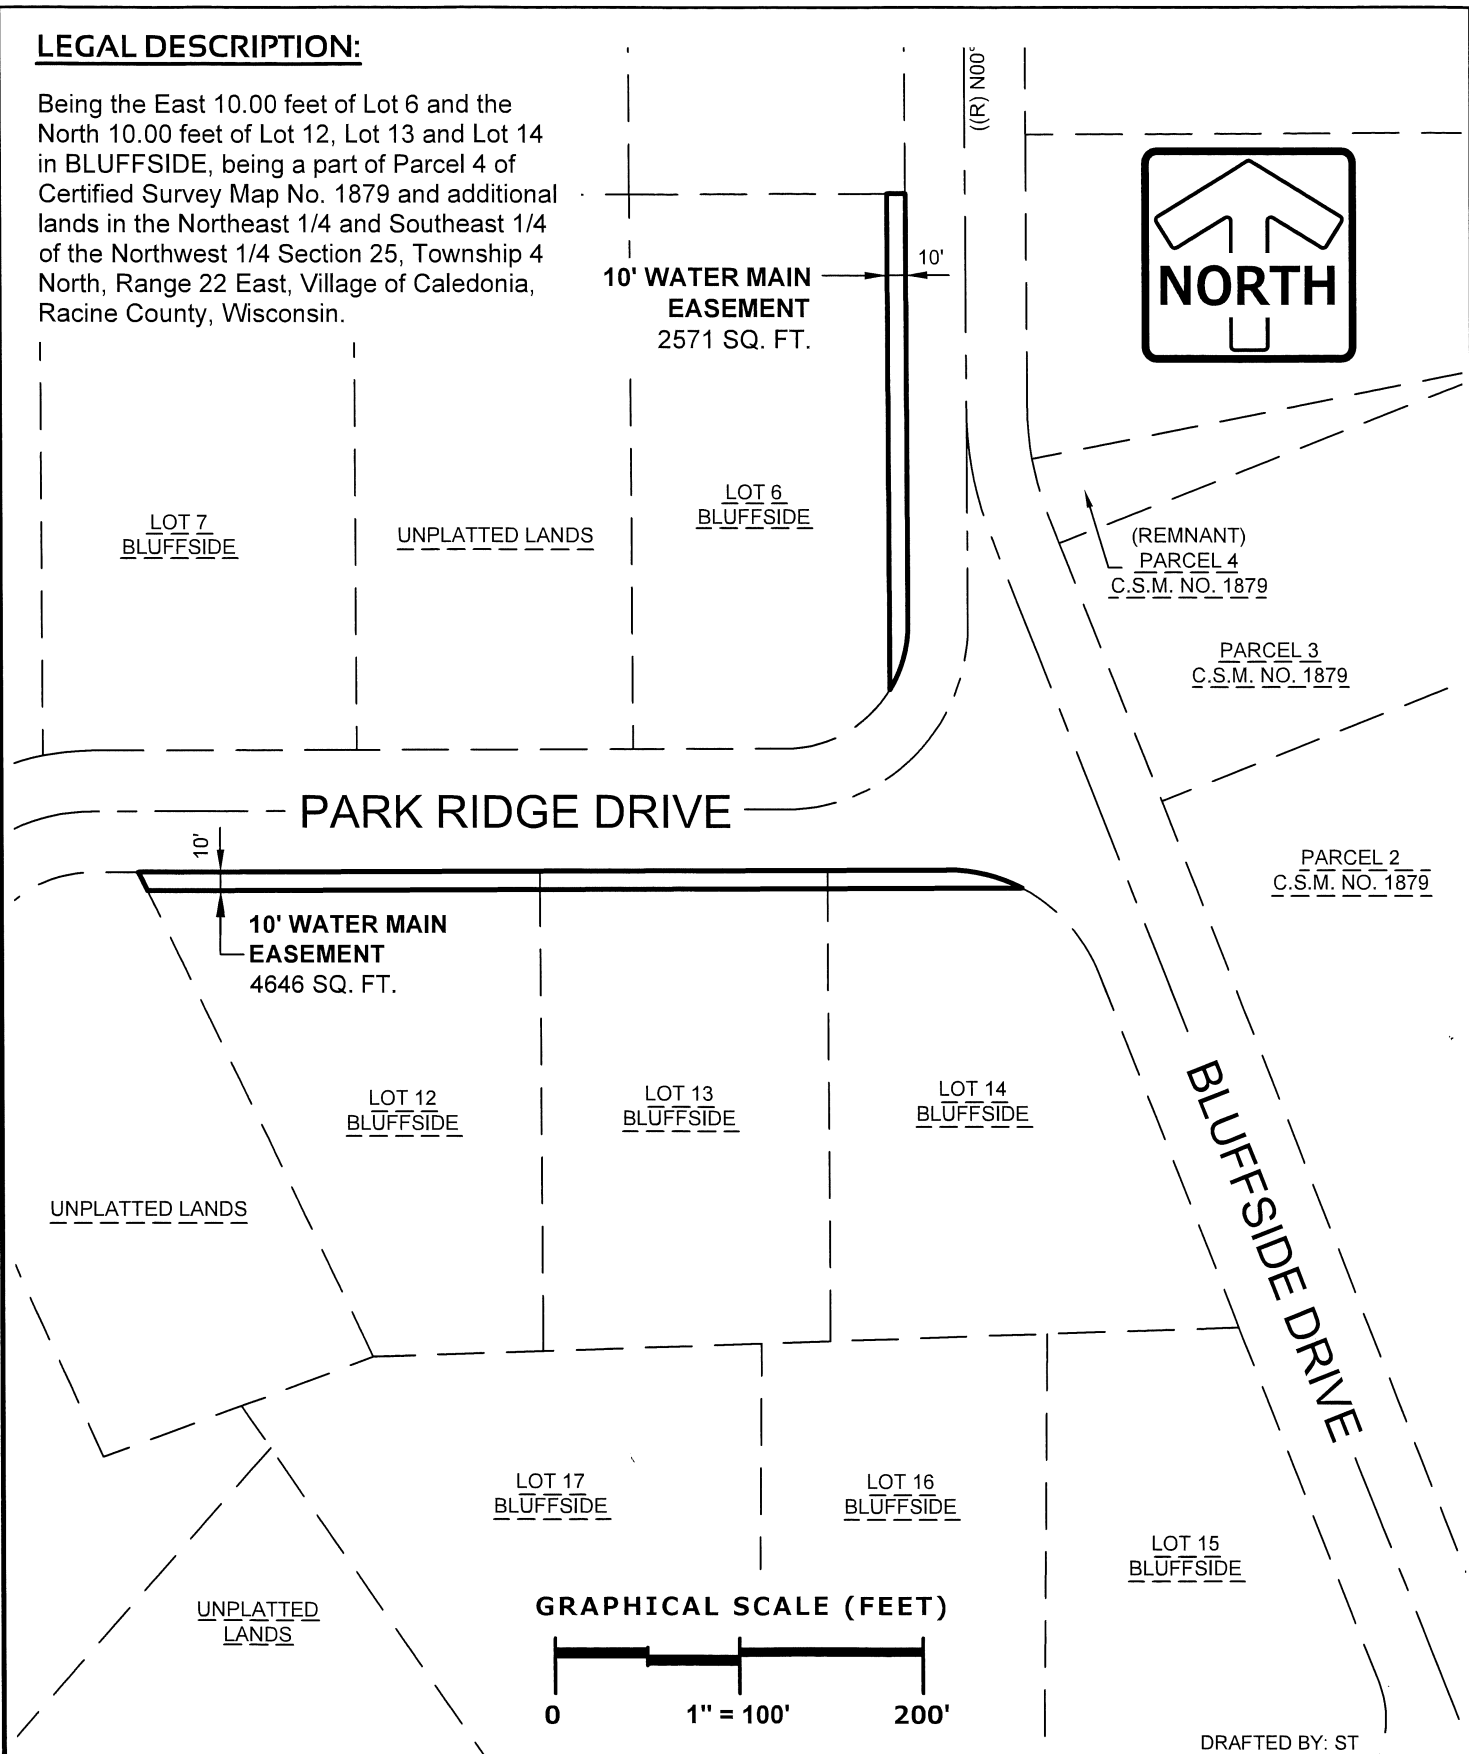 LEGAL DESCRIPTION:
Being the East 10.00 feet of Lot 6 and the
North 10.00 feet of Lot 12, Lot 13 and Lot 14
in BLUFFSIDE, being a part of Parcel 4 of
Certified Survey Map No. 1879 and additional
lands in the Northeast 1/4 and Southeast 1/4
of the Northwest 1/4 Section 25, Township 4
North, Range 22 East, Village of Caledonia,
Racine County, Wisconsin.
((R) N00°
NORTH
10' WATER MAIN
EASEMENT
2571 SQ. FT.
10'
LOT 7
BLUFFSIDE
UNPLATTED LANDS
LOT 6
BLUFFSIDE
(REMNANT)
PARCEL 4
C.S.M. NO. 1879
PARCEL 3
C.S.M. NO. 1879
PARK RIDGE DRIVE
10'
PARCEL 2
C.S.M. NO. 1879
10' WATER MAIN
EASEMENT
4646 SQ. FT.
LOT 12
BLUFFSIDE
LOT 13
BLUFFSIDE
LOT 14
BLUFFSIDE
BLUFFSIDE DRIVE
UNPLATTED LANDS
LOT 17
BLUFFSIDE
LOT 16
BLUFFSIDE
LOT 15
BLUFFSIDE
UNPLATTED
LANDS
GRAPHICAL SCALE (FEET)
0 1" = 100' 200'
DRAFTED BY: ST